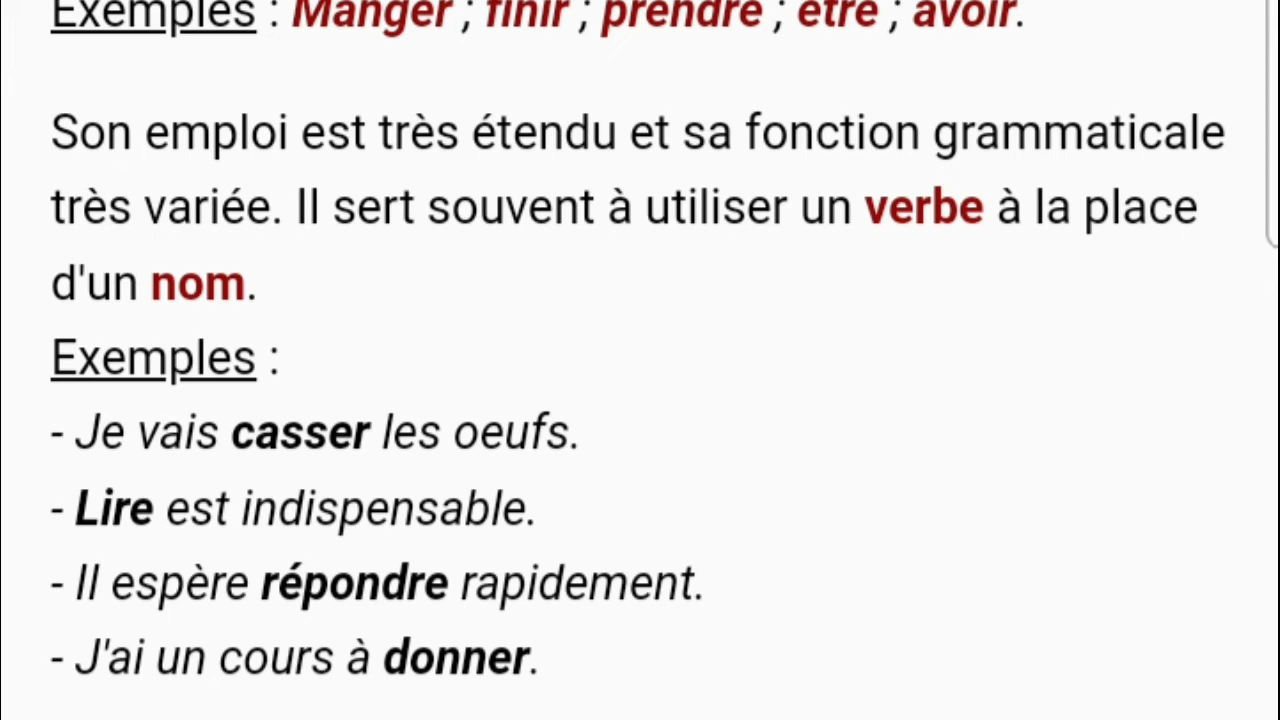 Exemples : Manger ; finir ; prendre ; être ; avoir.
Son emploi est très étendu et sa fonction grammaticale
très variée. Il sert souvent à utiliser un verbe à la place
d'un nom.
Exemples :
- Je vais casser les oeufs.
- Lire est indispensable.
- Il espère répondre rapidement.
- J'ai un cours à donner.